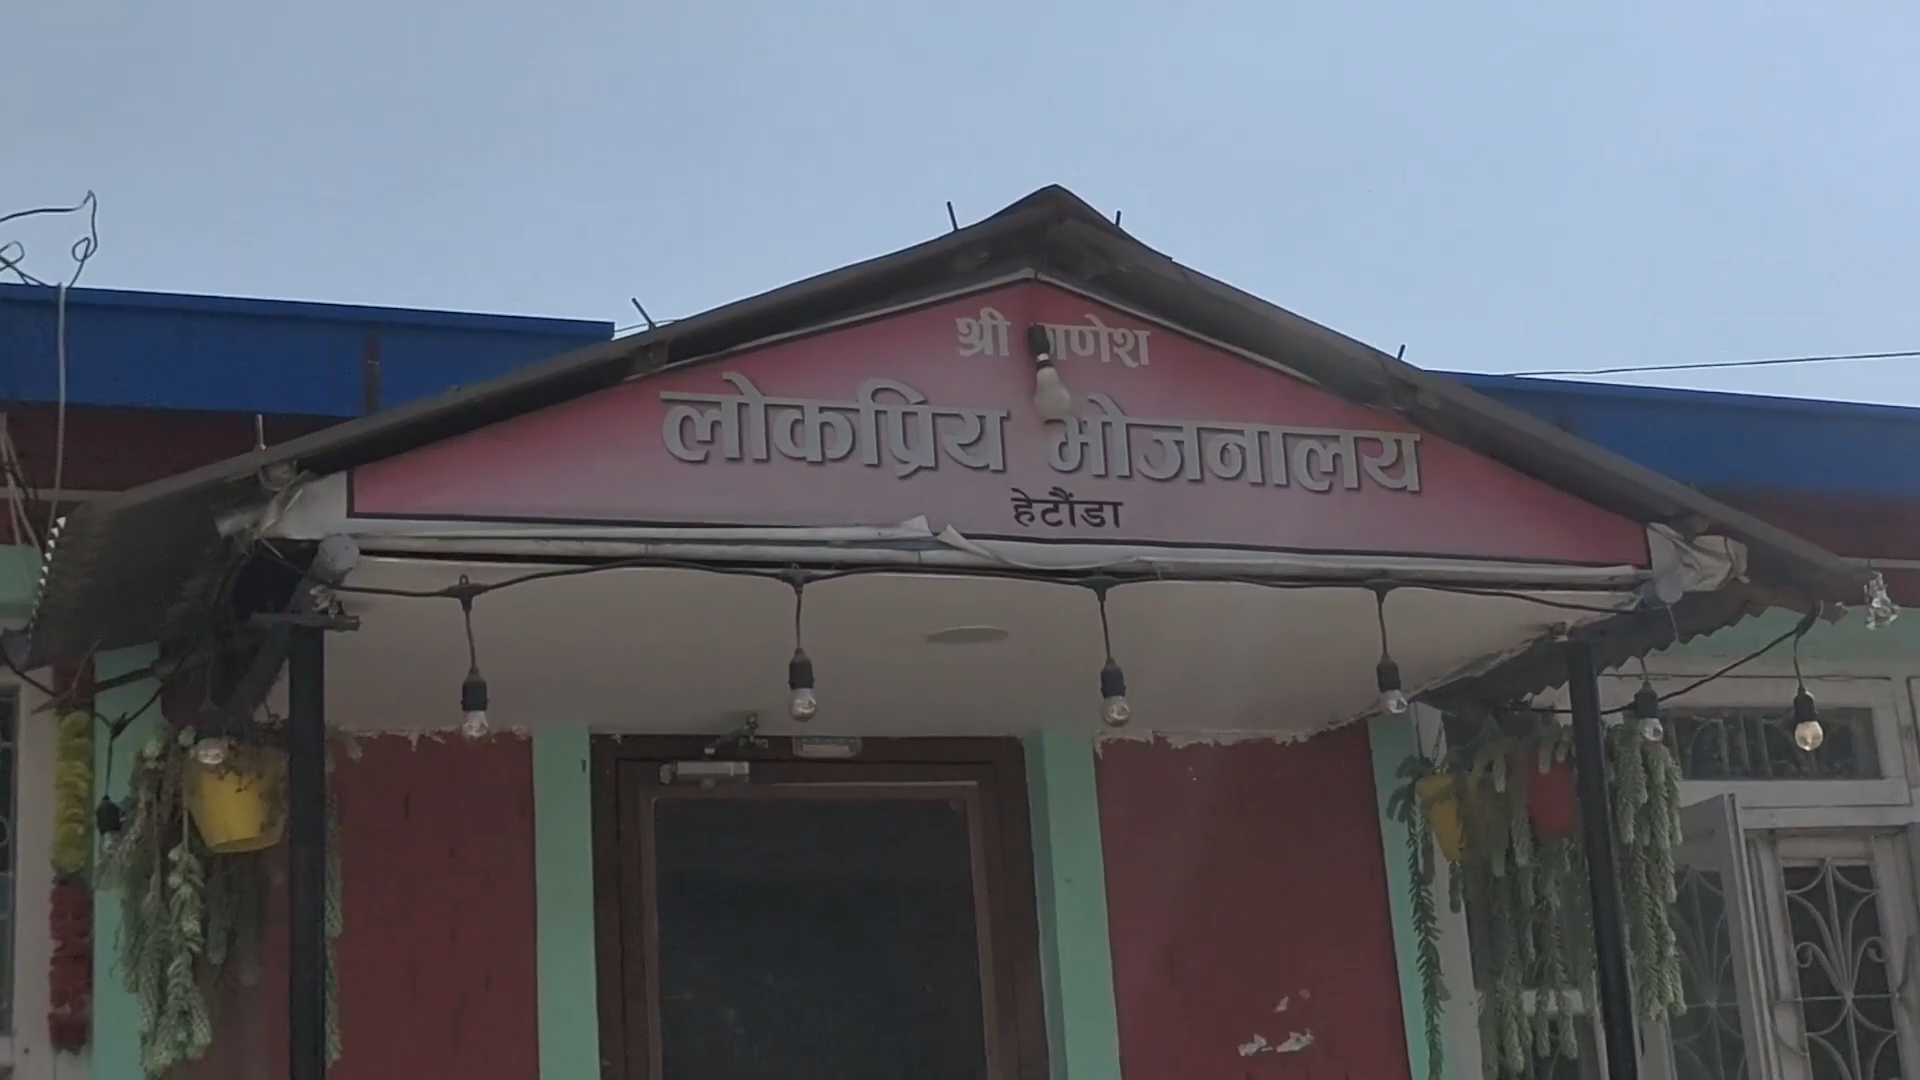 श्री गणेश
लोकप्रिय भोजनालय
हेटौंडा